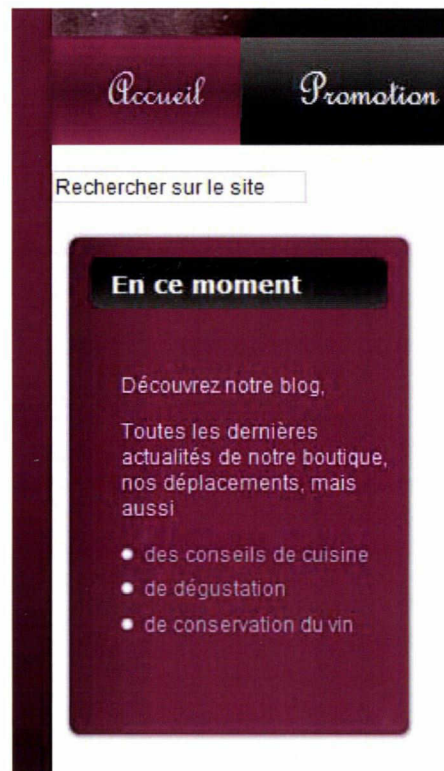 Accueil Promotion
Rechercher sur le site
En ce moment
Découvrez notre blog,
Toutes les dernières
actualités de notre boutique,
nos déplacements, mais
aussi
• des conseils de cuisine
• de dégustation
• de conservation du vin